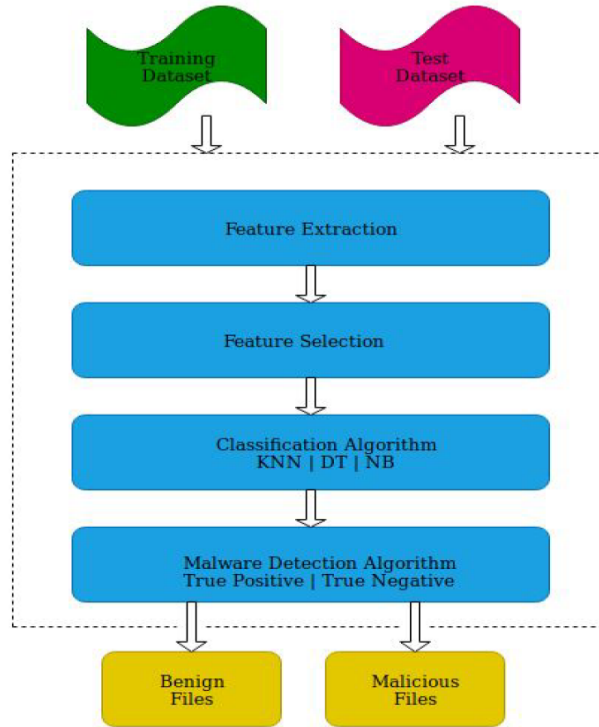 Training
Dataset
Test
Dataset
Feature Extraction
Feature Selection
Classification Algorithm
KNN | DT | NB
Malware Detection Algorithm
True Positive | True Negative
Benign
Files
Malicious
Files